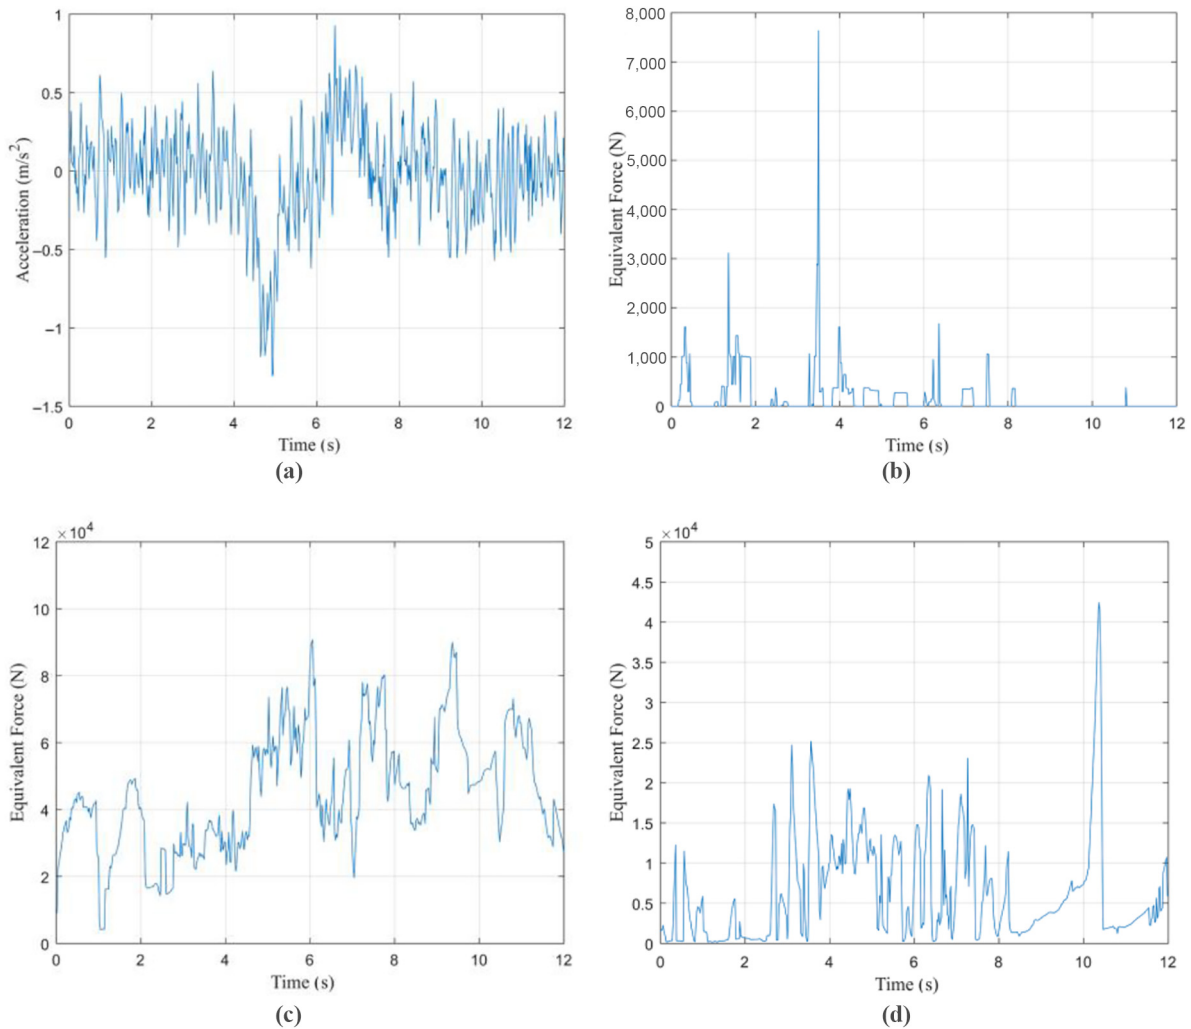 1
0.5
0
−0.5
−1
−1.5
Acceleration (m/s²)
0 2 4 6 8 10 12
Time (s)
(a)
8,000
7,000
6,000
5,000
4,000
3,000
2,000
1,000
0
Equivalent Force (N)
0 2 4 6 8 10 12
Time (s)
(b)
×10⁴
12
10
8
6
4
2
0
Equivalent Force (N)
0 2 4 6 8 10 12
Time (s)
(c)
×10⁴
5
4.5
4
3.5
3
2.5
2
1.5
1
0.5
0
Equivalent Force (N)
0 2 4 6 8 10 12
Time (s)
(d)